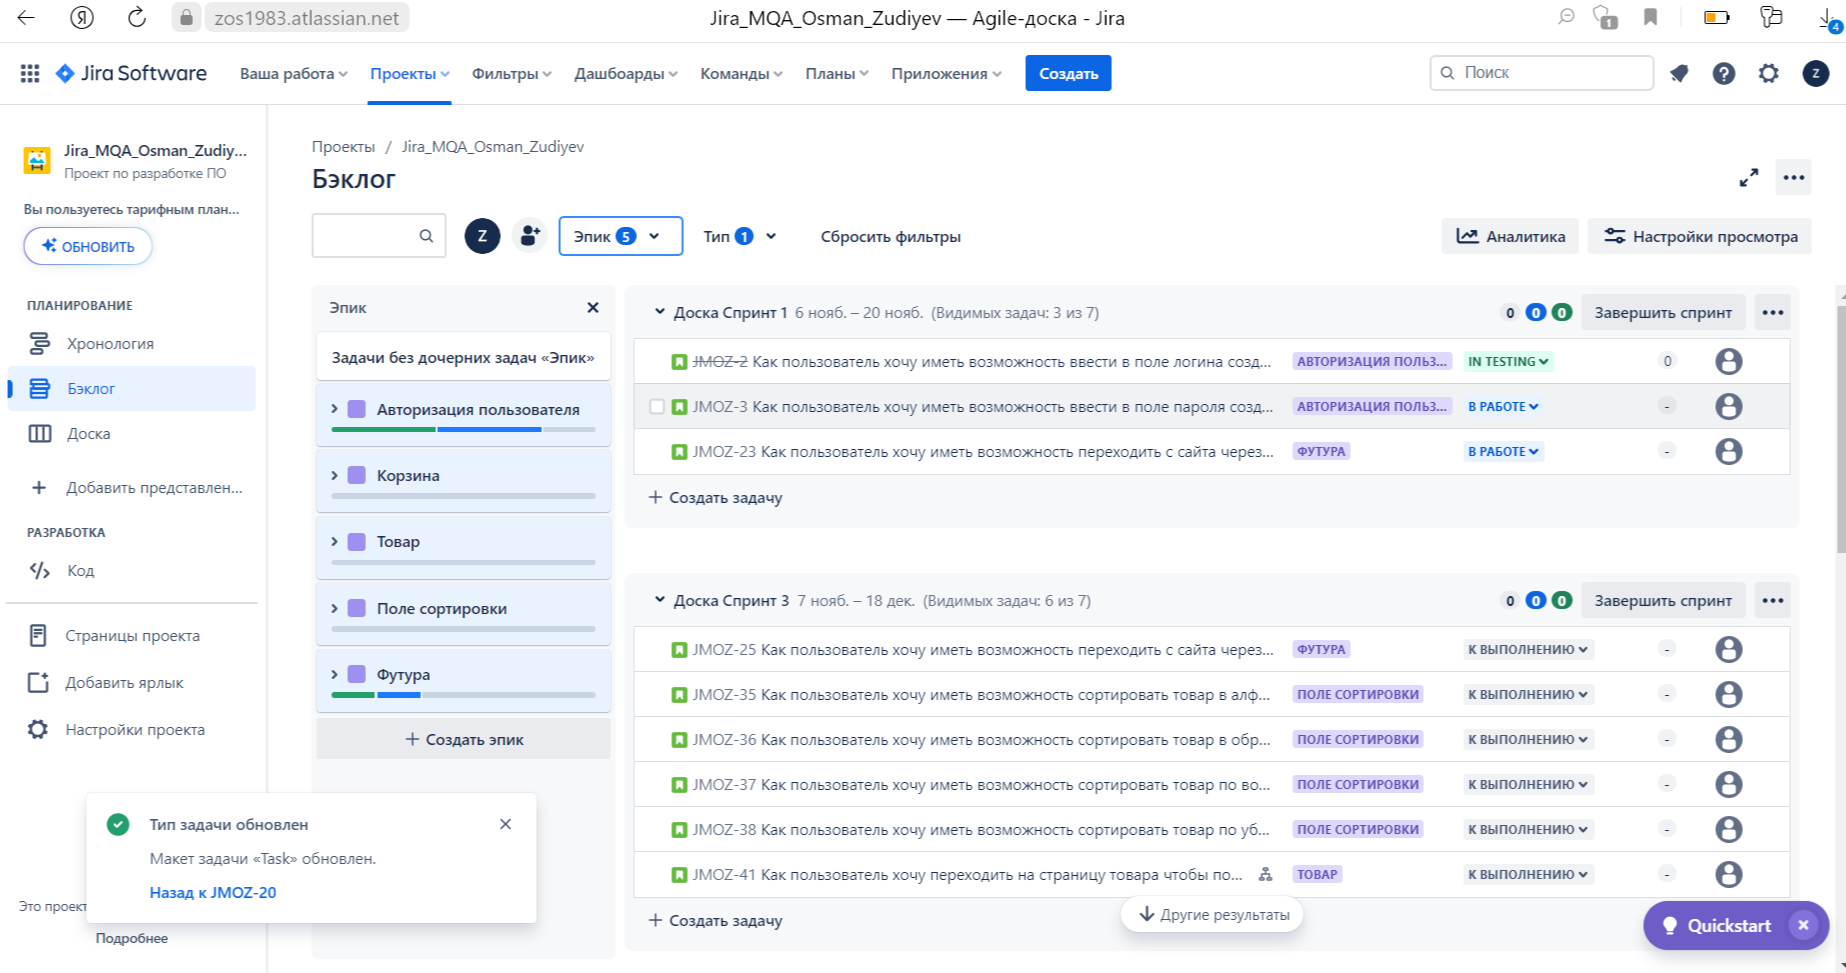 zos1983.atlassian.net
Jira_MQA_Osman_Zudiyev — Agile-доска - Jira
1
4
Jira Software
Ваша работа
Проекты
Фильтры
Дашборды
Команды
Планы
Приложения
Создать
Поиск
Z
Jira_MQA_Osman_Zudiy...
Проект по разработке ПО
Вы пользуетесь тарифным план...
ОБНОВИТЬ
ПЛАНИРОВАНИЕ
Хронология
Бэклог
Доска
Добавить представлен...
РАЗРАБОТКА
Код
Страницы проекта
Добавить ярлык
Настройки проекта
Это проект
Подробнее
Тип задачи обновлен
Макет задачи «Task» обновлен.
Назад к JMOZ-20
Проекты / Jira_MQA_Osman_Zudiyev
Бэклог
Z
Эпик 5
Тип 1
Сбросить фильтры
Аналитика
Настройки просмотра
Эпик
Задачи без дочерних задач «Эпик»
Авторизация пользователя
Корзина
Товар
Поле сортировки
Футура
Создать эпик
Доска Спринт 1 6 нояб. – 20 нояб. (Видимых задач: 3 из 7) 0 0 0 Завершить спринт
JMOZ-2 Как пользователь хочу иметь возможность ввести в поле логина созд... АВТОРИЗАЦИЯ ПОЛЬЗ... IN TESTING 0
JMOZ-3 Как пользователь хочу иметь возможность ввести в поле пароля созд... АВТОРИЗАЦИЯ ПОЛЬЗ... В РАБОТЕ -
JMOZ-23 Как пользователь хочу иметь возможность переходить с сайта через... ФУТУРА В РАБОТЕ -
Создать задачу
Доска Спринт 3 7 нояб. – 18 дек. (Видимых задач: 6 из 7) 0 0 0 Завершить спринт
JMOZ-25 Как пользователь хочу иметь возможность переходить с сайта через... ФУТУРА К ВЫПОЛНЕНИЮ -
JMOZ-35 Как пользователь хочу иметь возможность сортировать товар в алф... ПОЛЕ СОРТИРОВКИ К ВЫПОЛНЕНИЮ -
JMOZ-36 Как пользователь хочу иметь возможность сортировать товар в обр... ПОЛЕ СОРТИРОВКИ К ВЫПОЛНЕНИЮ -
JMOZ-37 Как пользователь хочу иметь возможность сортировать товар по во... ПОЛЕ СОРТИРОВКИ К ВЫПОЛНЕНИЮ -
JMOZ-38 Как пользователь хочу иметь возможность сортировать товар по уб... ПОЛЕ СОРТИРОВКИ К ВЫПОЛНЕНИЮ -
JMOZ-41 Как пользователь хочу переходить на страницу товара чтобы по... ТОВАР К ВЫПОЛНЕНИЮ -
Создать задачу
Другие результаты
Quickstart